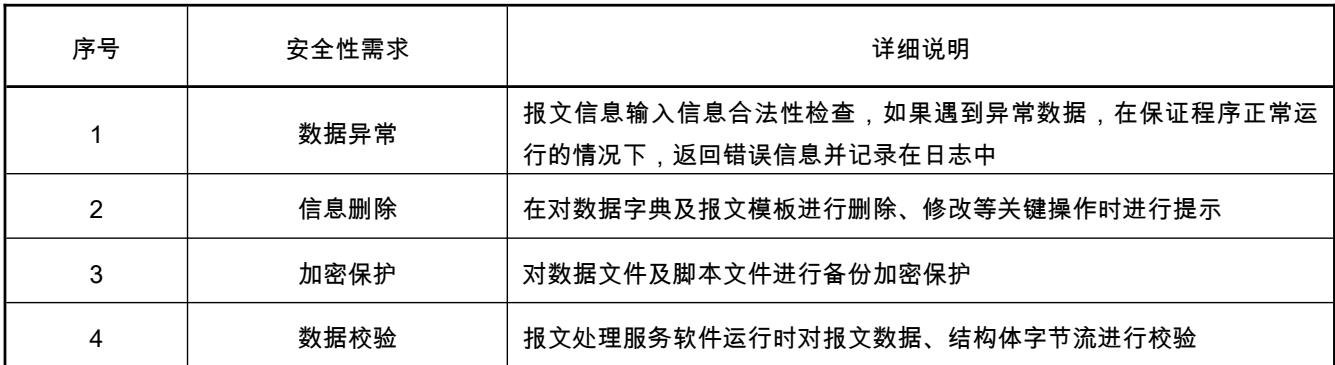 序号 安全性需求 详细说明
1 数据异常 报文信息输入信息合法性检查，如果遇到异常数据，在保证程序正常运
行的情况下，返回错误信息并记录在日志中
2 信息删除 在对数据字典及报文模板进行删除、修改等关键操作时进行提示
3 加密保护 对数据文件及脚本文件进行备份加密保护
4 数据校验 报文处理服务软件运行时对报文数据、结构体字节流进行校验